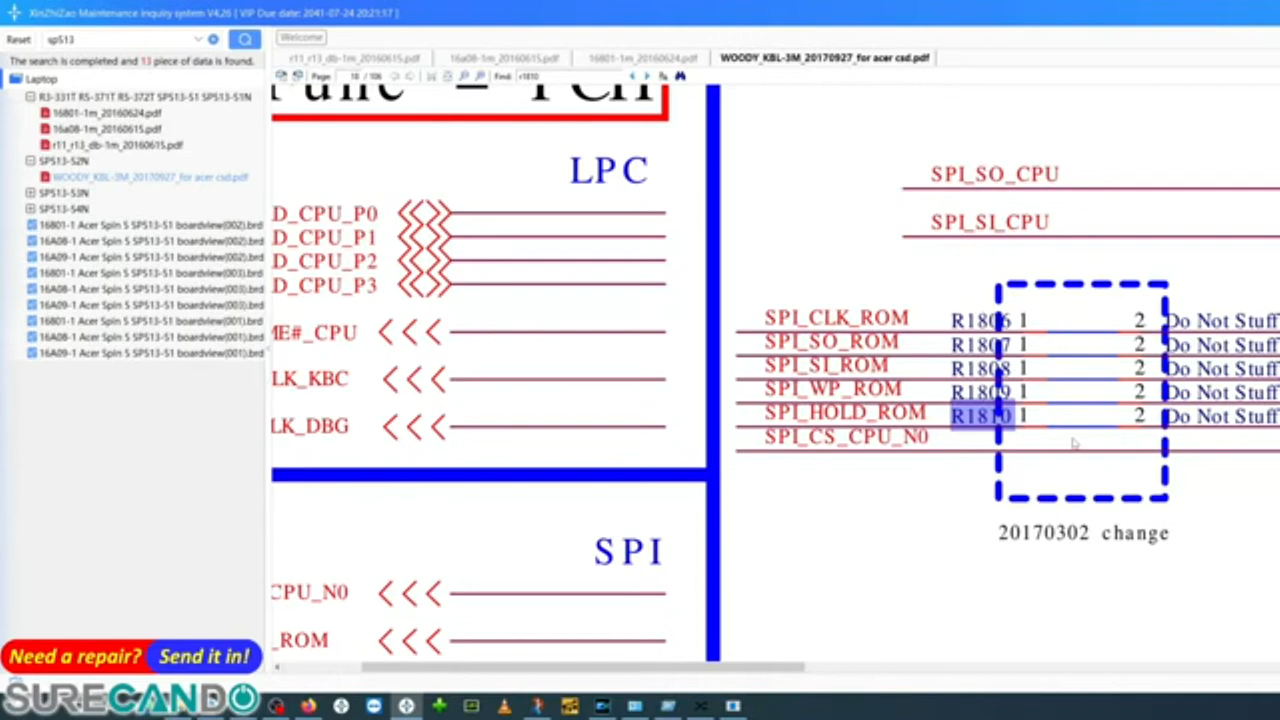 XinZhiZao Maintenance inquiry system V4.26 [ VIP Due date: 2041-07-24 20:21:17 ]
Reset sp513
The search is completed and 13 piece of data is found.
Laptop
R3-331T R5-371T R5-372T SP513-51 SP513-51N
16801-1m_20160624.pdf
16a08-1m_20160615.pdf
r11_r13_db-1m_20160615.pdf
SP513-52N
WOODY_KBL-3M_20170927_for acer csd.pdf
SP513-53N
SP513-54N
16801-1 Acer Spin 5 SP513-51 boardview(002).brd
16A08-1 Acer Spin 5 SP513-51 boardview(002).brd
16A09-1 Acer Spin 5 SP513-51 boardview(002).brd
16801-1 Acer Spin 5 SP513-51 boardview(003).brd
16A08-1 Acer Spin 5 SP513-51 boardview(003).brd
16A09-1 Acer Spin 5 SP513-51 boardview(003).brd
16801-1 Acer Spin 5 SP513-51 boardview(001).brd
16A08-1 Acer Spin 5 SP513-51 boardview(001).brd
16A09-1 Acer Spin 5 SP513-51 boardview(001).brd
Welcome
r11_r13_db-1m_20160615.pdf 16a08-1m_20160615.pdf 16801-1m_20160624.pdf WOODY_KBL-3M_20170927_for acer csd.pdf
Page: 18 / 106 Find: r1810
LPC
D_CPU_P0
D_CPU_P1
D_CPU_P2
D_CPU_P3
ME#_CPU
LK_KBC
LK_DBG
SPI
CPU_N0
_ROM
SPI_SO_CPU
SPI_SI_CPU
SPI_CLK_ROM R1806 1 2 Do Not Stuff
SPI_SO_ROM R1807 1 2 Do Not Stuff
SPI_SI_ROM R1808 1 2 Do Not Stuff
SPI_WP_ROM R1809 1 2 Do Not Stuff
SPI_HOLD_ROM R1810 1 2 Do Not Stuff
SPI_CS_CPU_N0
20170302 change
Need a repair? Send it in!
SURECANDO